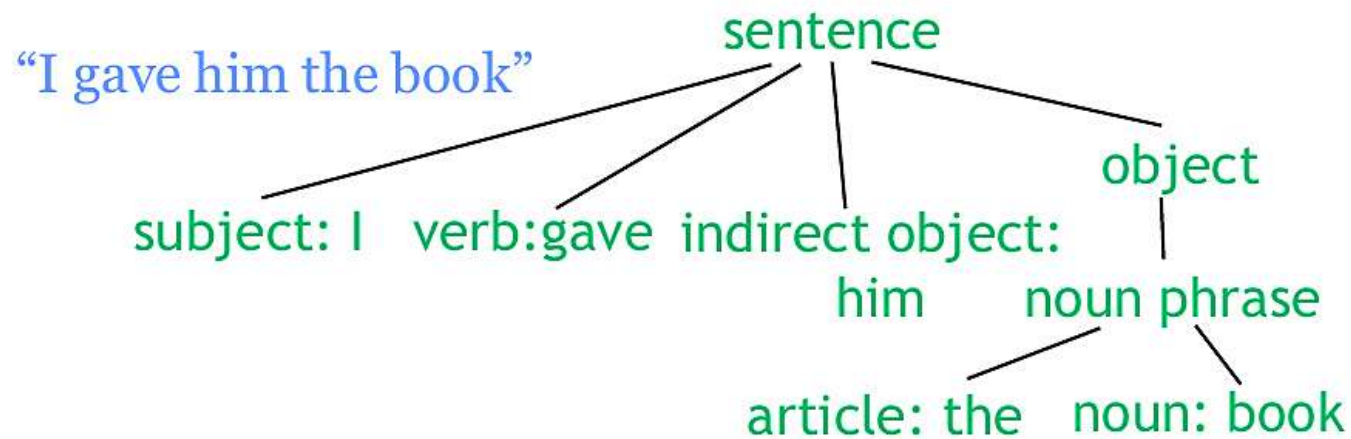 sentence
“I gave him the book”
object
subject: I verb:gave indirect object:
him noun phrase
article: the noun: book